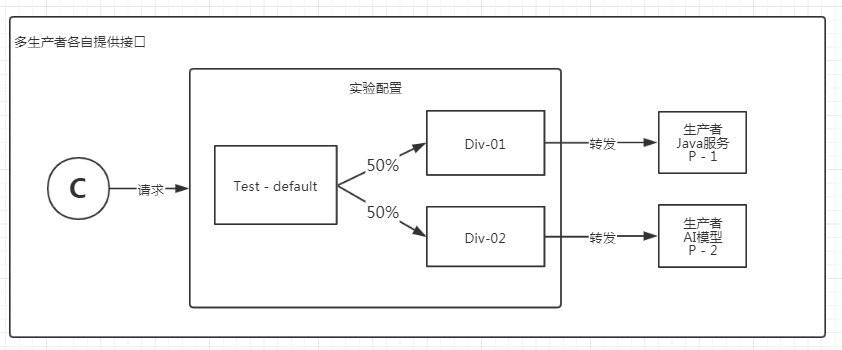 多生产者各自提供接口
实验配置
C
请求
Test - default
50%
50%
Div-01
Div-02
转发
转发
生产者
Java服务
P - 1
生产者
AI模型
P - 2